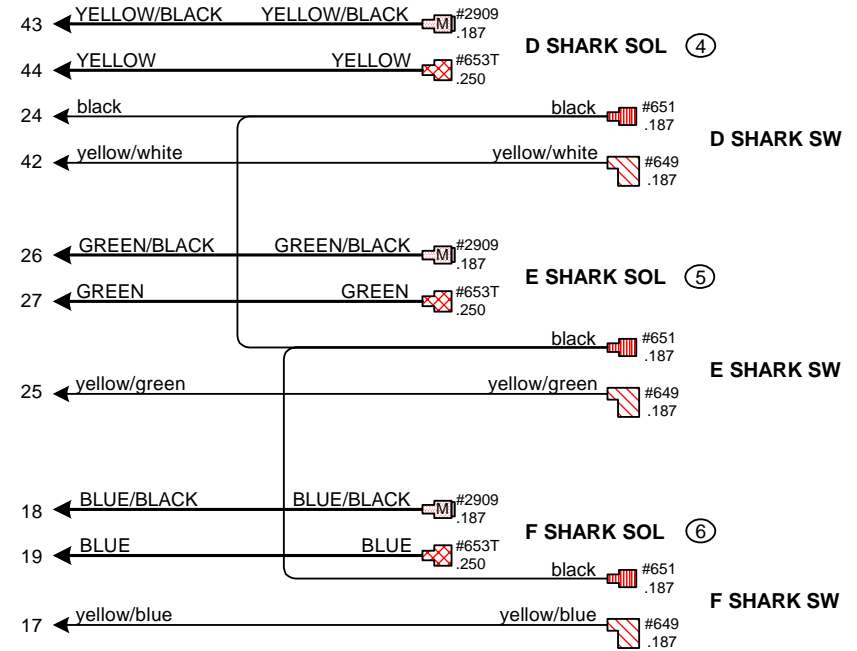 43 YELLOW/BLACK YELLOW/BLACK M #2909 .187
D SHARK SOL 4
44 YELLOW YELLOW #653T .250
24 black black #651 .187
D SHARK SW
42 yellow/white yellow/white #649 .187
26 GREEN/BLACK GREEN/BLACK M #2909 .187
E SHARK SOL 5
27 GREEN GREEN #653T .250
black #651 .187
E SHARK SW
25 yellow/green yellow/green #649 .187
18 BLUE/BLACK BLUE/BLACK M #2909 .187
F SHARK SOL 6
19 BLUE BLUE #653T .250
black #651 .187
F SHARK SW
17 yellow/blue yellow/blue #649 .187